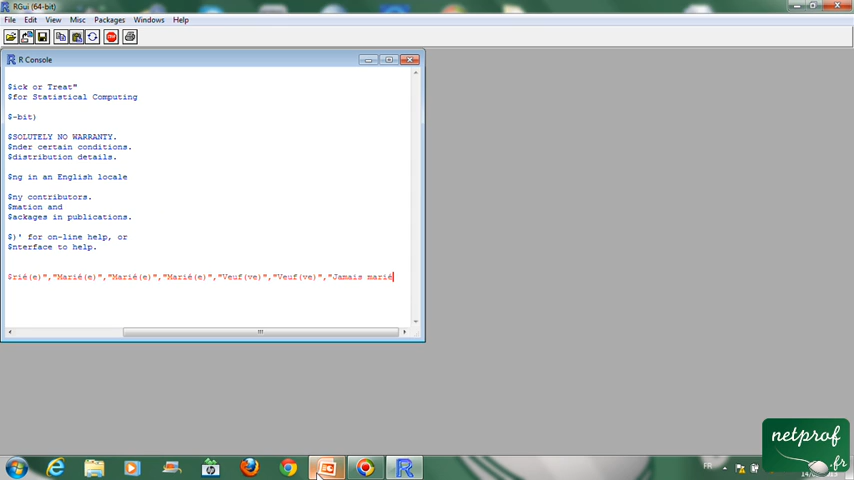 RGui (64-bit)
File Edit View Misc Packages Windows Help
R Console
$ick or Treat"
$for Statistical Computing
$-bit)
$SOLUTELY NO WARRANTY.
$nder certain conditions.
$distribution details.
$ng in an English locale
$ny contributors.
$mation and
$ackages in publications.
$)' for on-line help, or
$nterface to help.
$rié(e)","Marié(e)","Marié(e)","Marié(e)","Veuf(ve)","Veuf(ve)","Jamais marié
netprof
.fr
FR